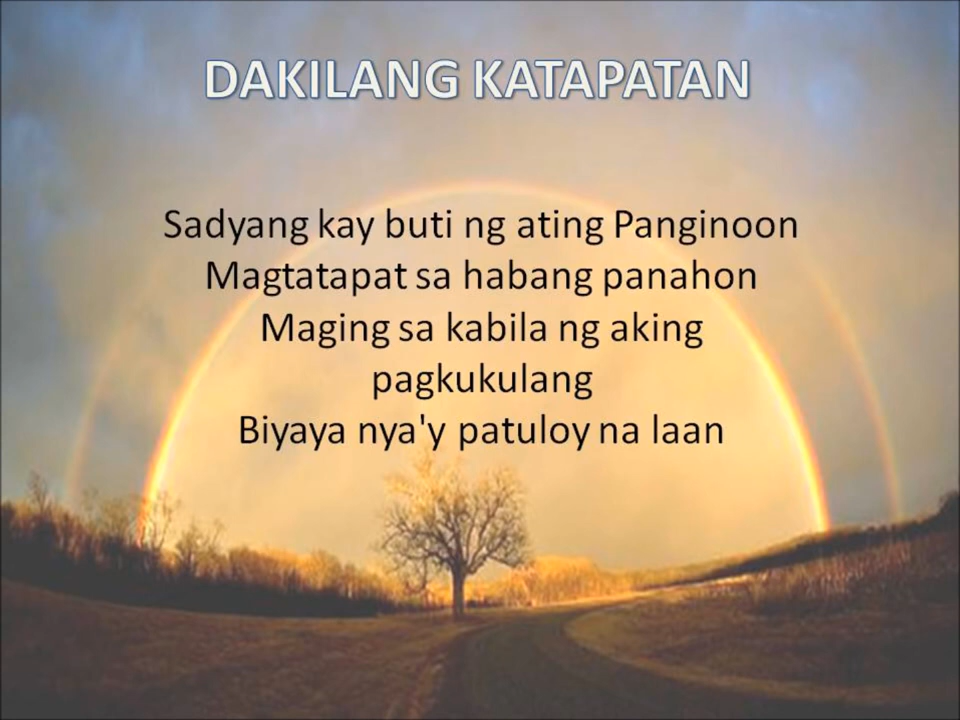 DAKILANG KATAPATAN
Sadyang kay buti ng ating Panginoon
Magtatapat sa habang panahon
Maging sa kabila ng aking
pagkukulang
Biyaya nya'y patuloy na laan